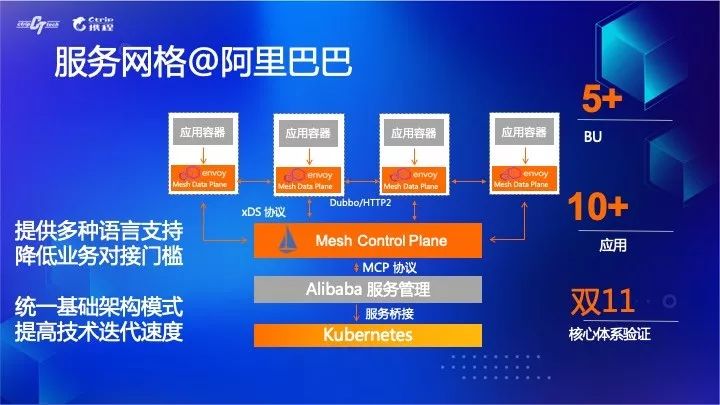 ctrip tech
Ctrip
携程
服务网格@阿里巴巴
应用容器
应用容器
应用容器
应用容器
envoy
Mesh Data Plane
envoy
Mesh Data Plane
envoy
Mesh Data Plane
envoy
Mesh Data Plane
xDS 协议
Dubbo/HTTP2
Mesh Control Plane
MCP 协议
Alibaba 服务管理
服务桥接
Kubernetes
提供多种语言支持
降低业务对接门槛
统一基础架构模式
提高技术迭代速度
5+
BU
10+
应用
双11
核心体系验证